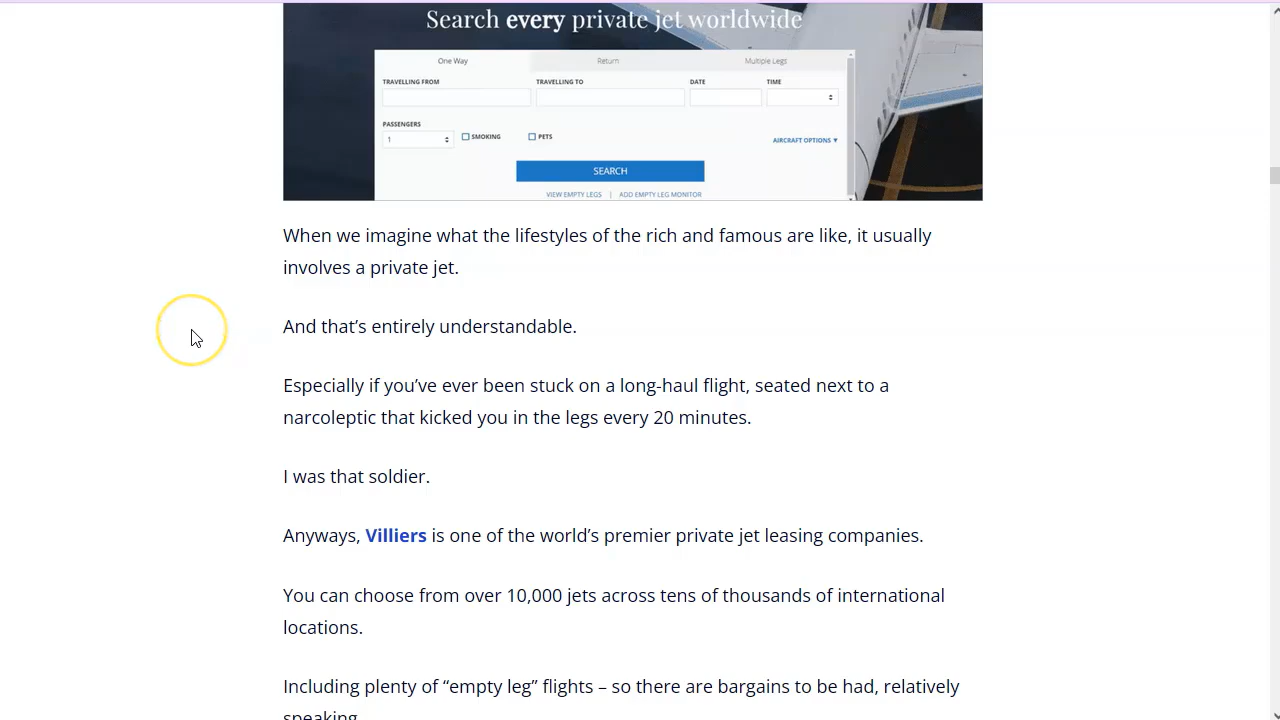 Search every private jet worldwide
One Way Return Multiple Legs
TRAVELLING FROM TRAVELLING TO DATE TIME
PASSENGERS
1 SMOKING PETS AIRCRAFT OPTIONS ▼
SEARCH
VIEW EMPTY LEGS | ADD EMPTY LEG MONITOR
When we imagine what the lifestyles of the rich and famous are like, it usually
involves a private jet.
And that’s entirely understandable.
Especially if you’ve ever been stuck on a long-haul flight, seated next to a
narcoleptic that kicked you in the legs every 20 minutes.
I was that soldier.
Anyways, Villiers is one of the world’s premier private jet leasing companies.
You can choose from over 10,000 jets across tens of thousands of international
locations.
Including plenty of “empty leg” flights – so there are bargains to be had, relatively
speaking